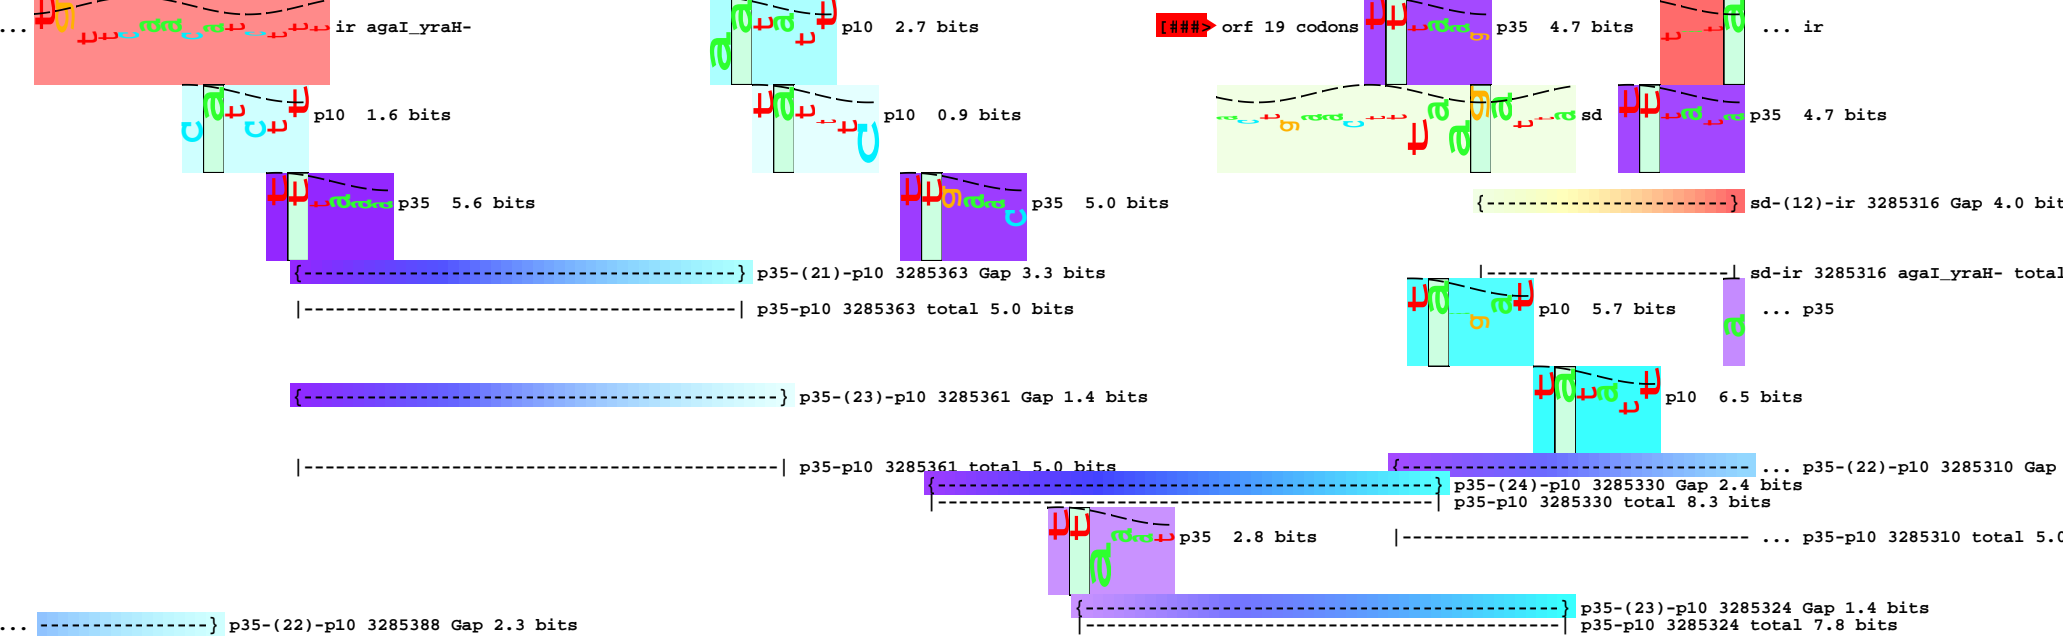 ... ir agaI_yraH-
p10 2.7 bits
[###> orf 19 codons
p35 4.7 bits
... ir
p10 1.6 bits
p10 0.9 bits
sd
p35 4.7 bits
p35 5.6 bits
p35 5.0 bits
{-----------------------} sd-(12)-ir 3285316 Gap 4.0 bit
{-----------------------------------------} p35-(21)-p10 3285363 Gap 3.3 bits
|-----------------------| sd-ir 3285316 agaI_yraH- total
|-----------------------------------------| p35-p10 3285363 total 5.0 bits
p10 5.7 bits
... p35
{---------------------------------------------} p35-(23)-p10 3285361 Gap 1.4 bits
p10 6.5 bits
|---------------------------------------------| p35-p10 3285361 total 5.0 bits
{--------------------------------- ... p35-(22)-p10 3285310 Gap
{-----------------------------------------------} p35-(24)-p10 3285330 Gap 2.4 bits
|-----------------------------------------------| p35-p10 3285330 total 8.3 bits
p35 2.8 bits
|--------------------------------- ... p35-p10 3285310 total 5.0
{---------------------------------------------} p35-(23)-p10 3285324 Gap 1.4 bits
... ----------------} p35-(22)-p10 3285388 Gap 2.3 bits
|---------------------------------------------| p35-p10 3285324 total 7.8 bits